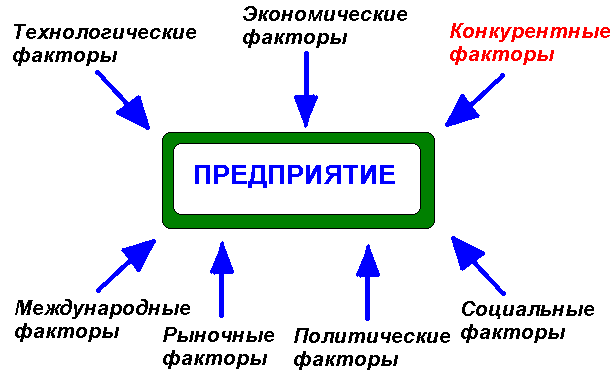 Технологические
факторы
Экономические
факторы
Конкурентные
факторы
ПРЕДПРИЯТИЕ
Международные
факторы
Рыночные
факторы
Политические
факторы
Социальные
факторы